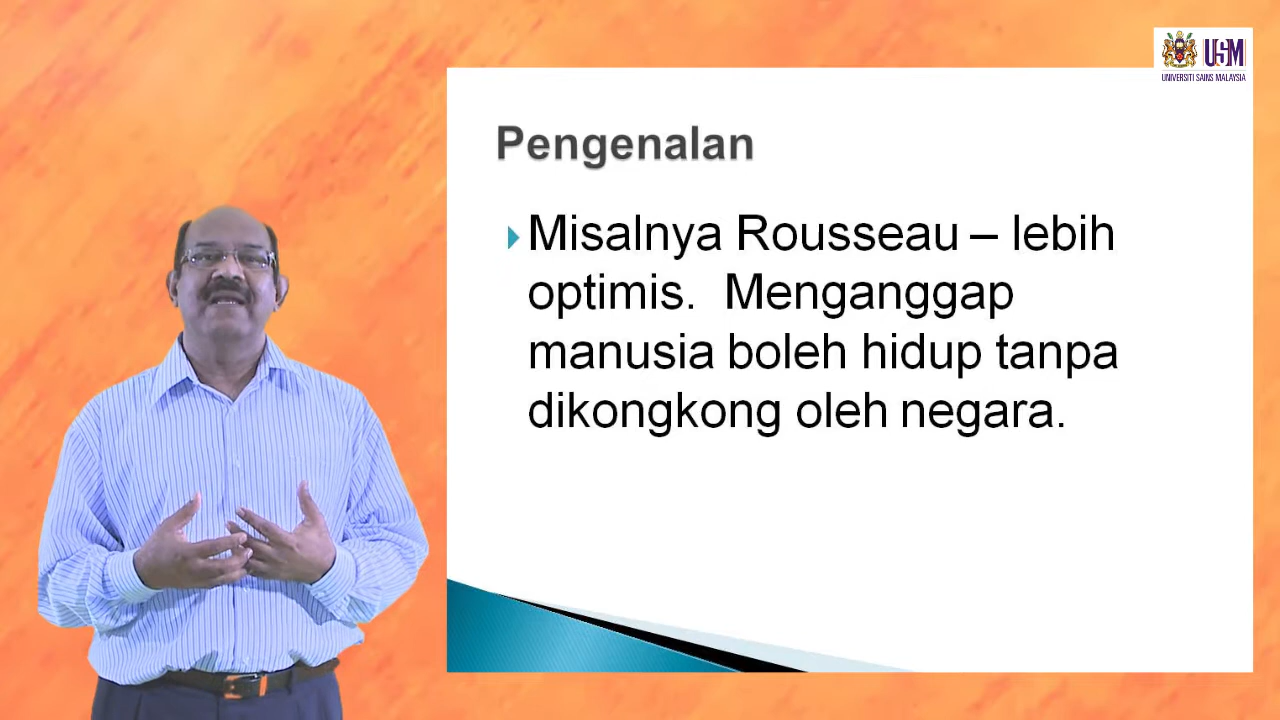 USM
UNIVERSITI SAINS MALAYSIA
Pengenalan
Misalnya Rousseau – lebih
optimis.  Menganggap
manusia boleh hidup tanpa
dikongkong oleh negara.